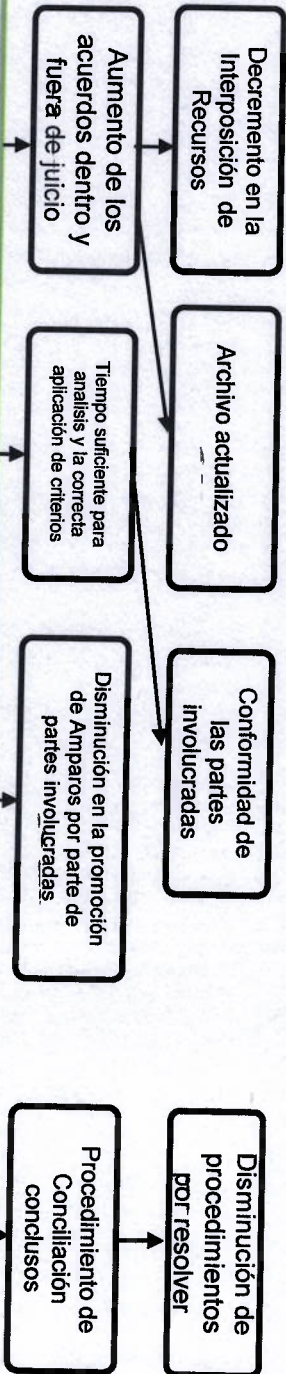 Decremento en la
Interposición de
Recursos
Archivo actualizado
Conformidad de
las partes
involucradas
Disminución de
procedimientos
por resolver
Aumento de los
acuerdos dentro y
fuera de juicio
Tiempo suficiente para
analisis y la correcta
aplicación de criterios
Disminución en la promoción
de Amparos por parte de
partes involucradas
Procedimiento de
Conciliación
conclusos